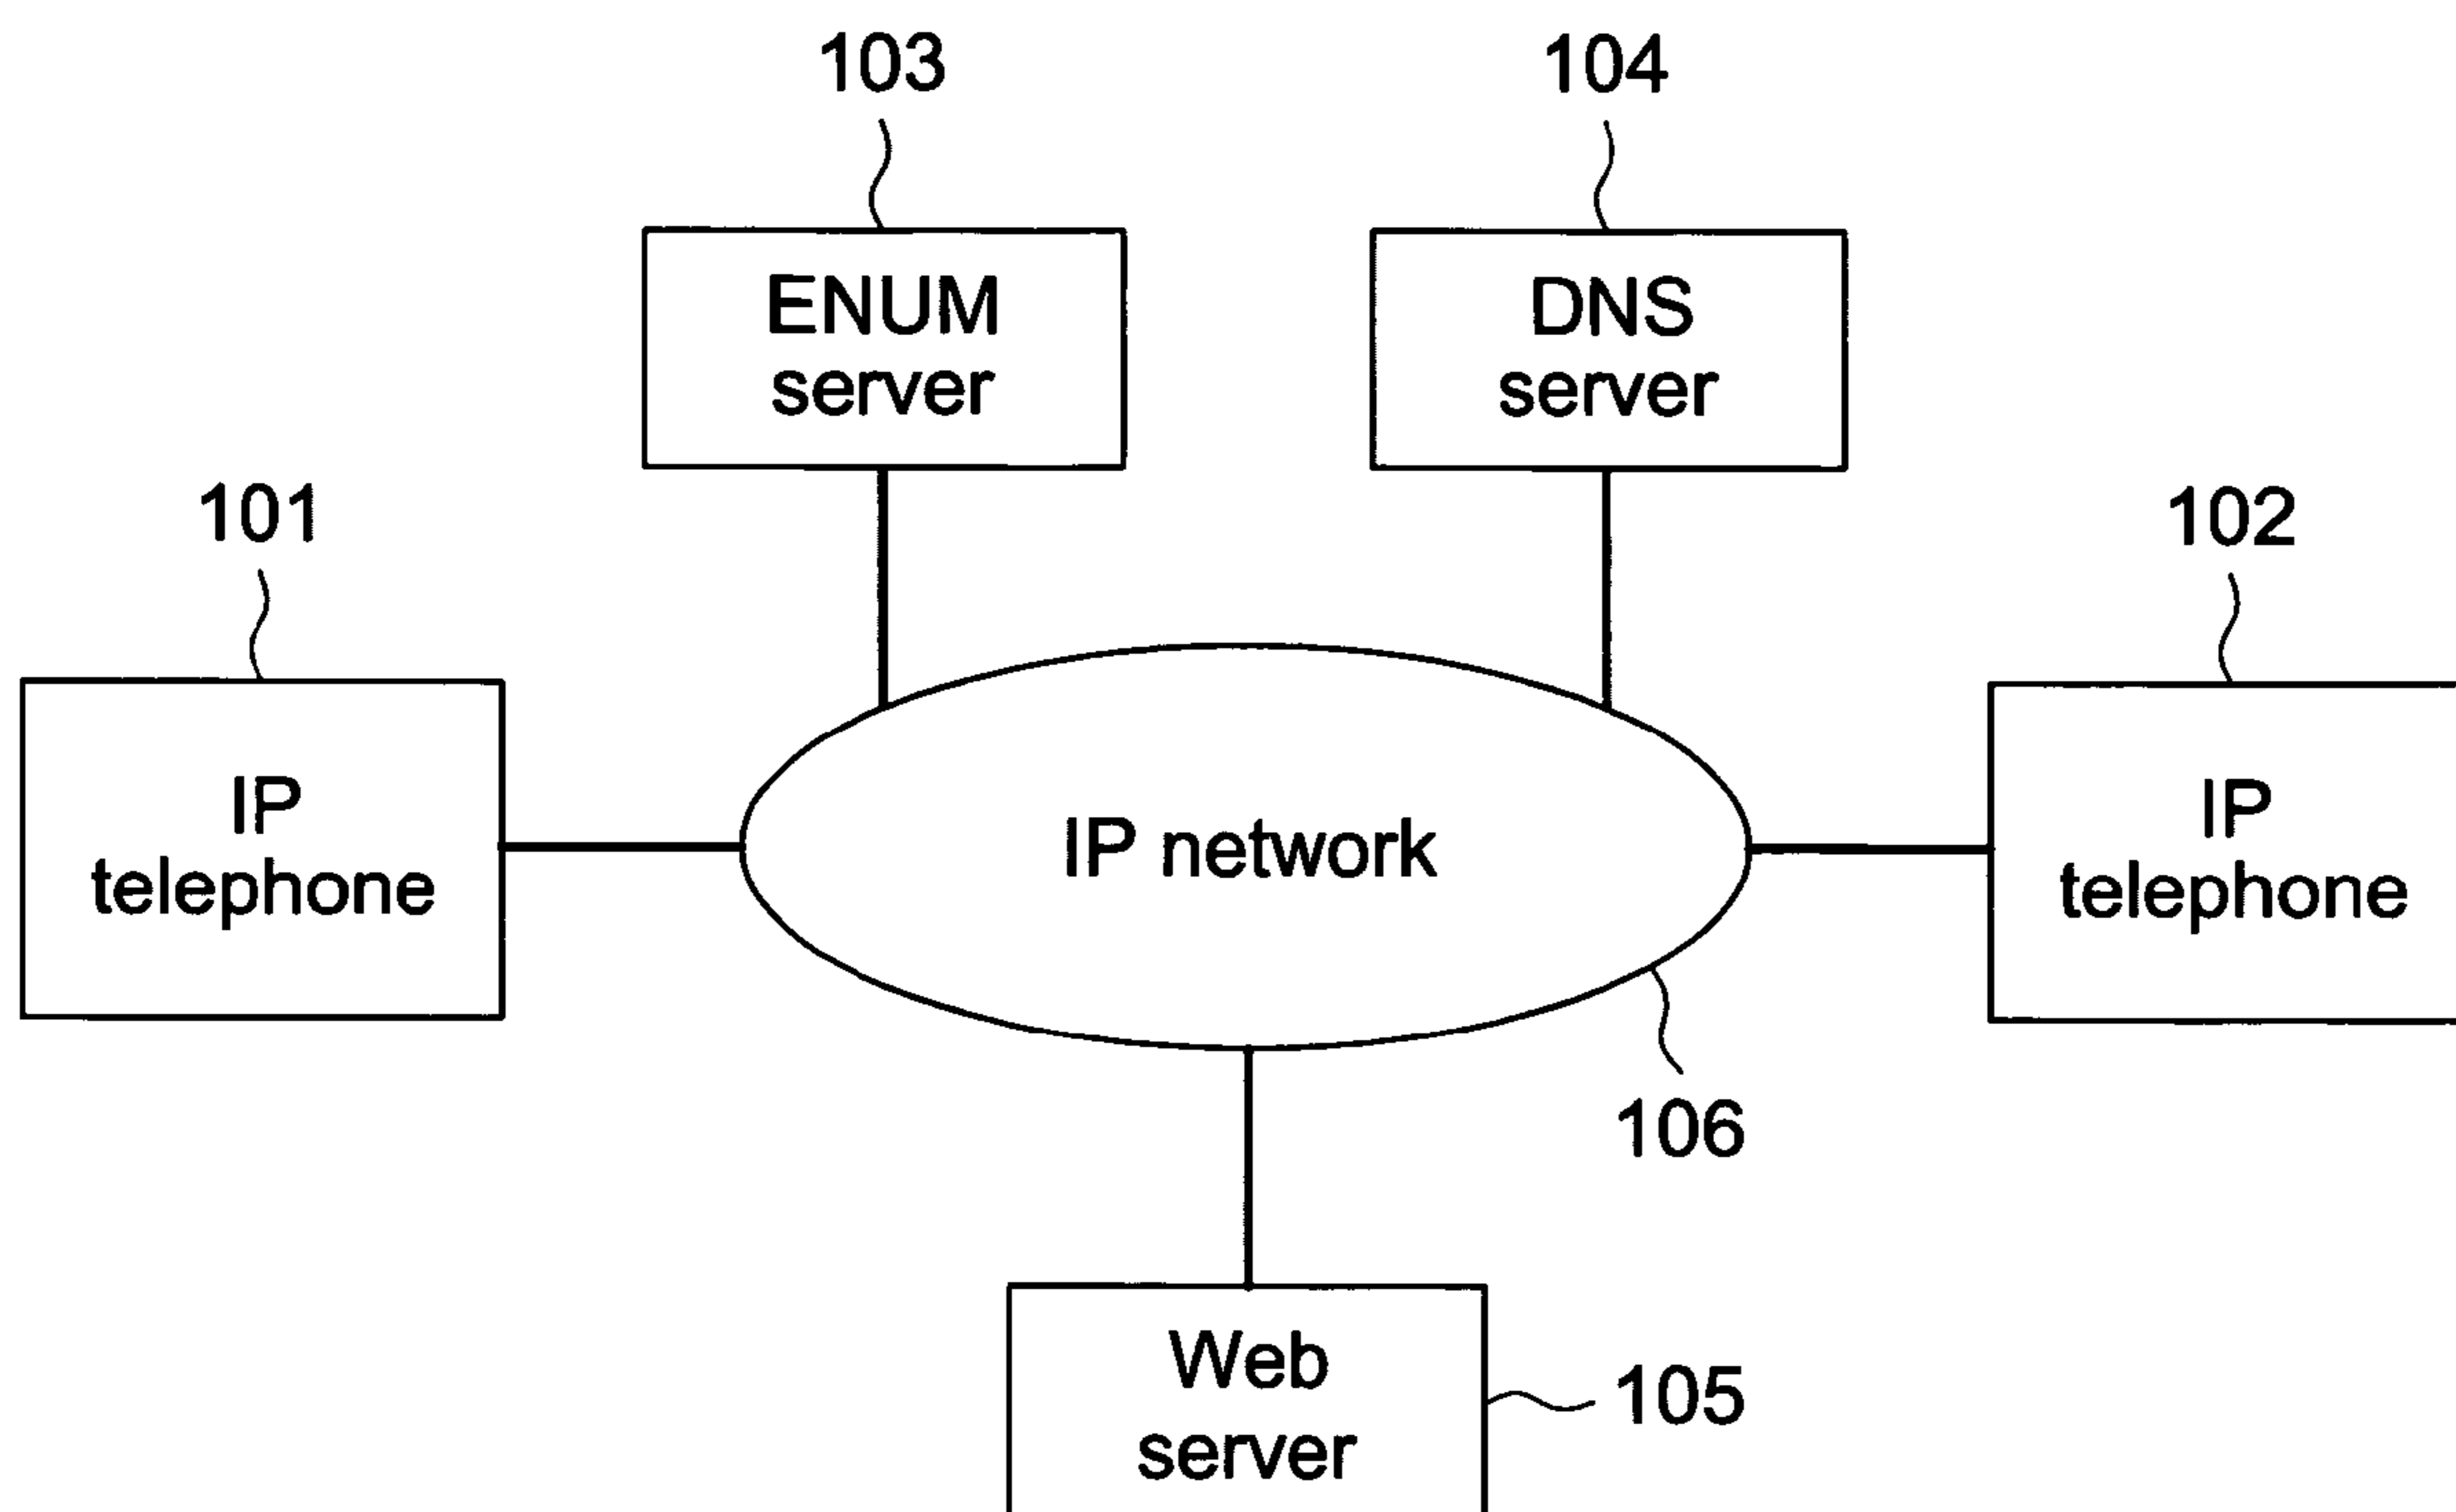 103
104
ENUM
server
DNS
server
101
102
IP
telephone
IP network
IP
telephone
106
Web
server
105